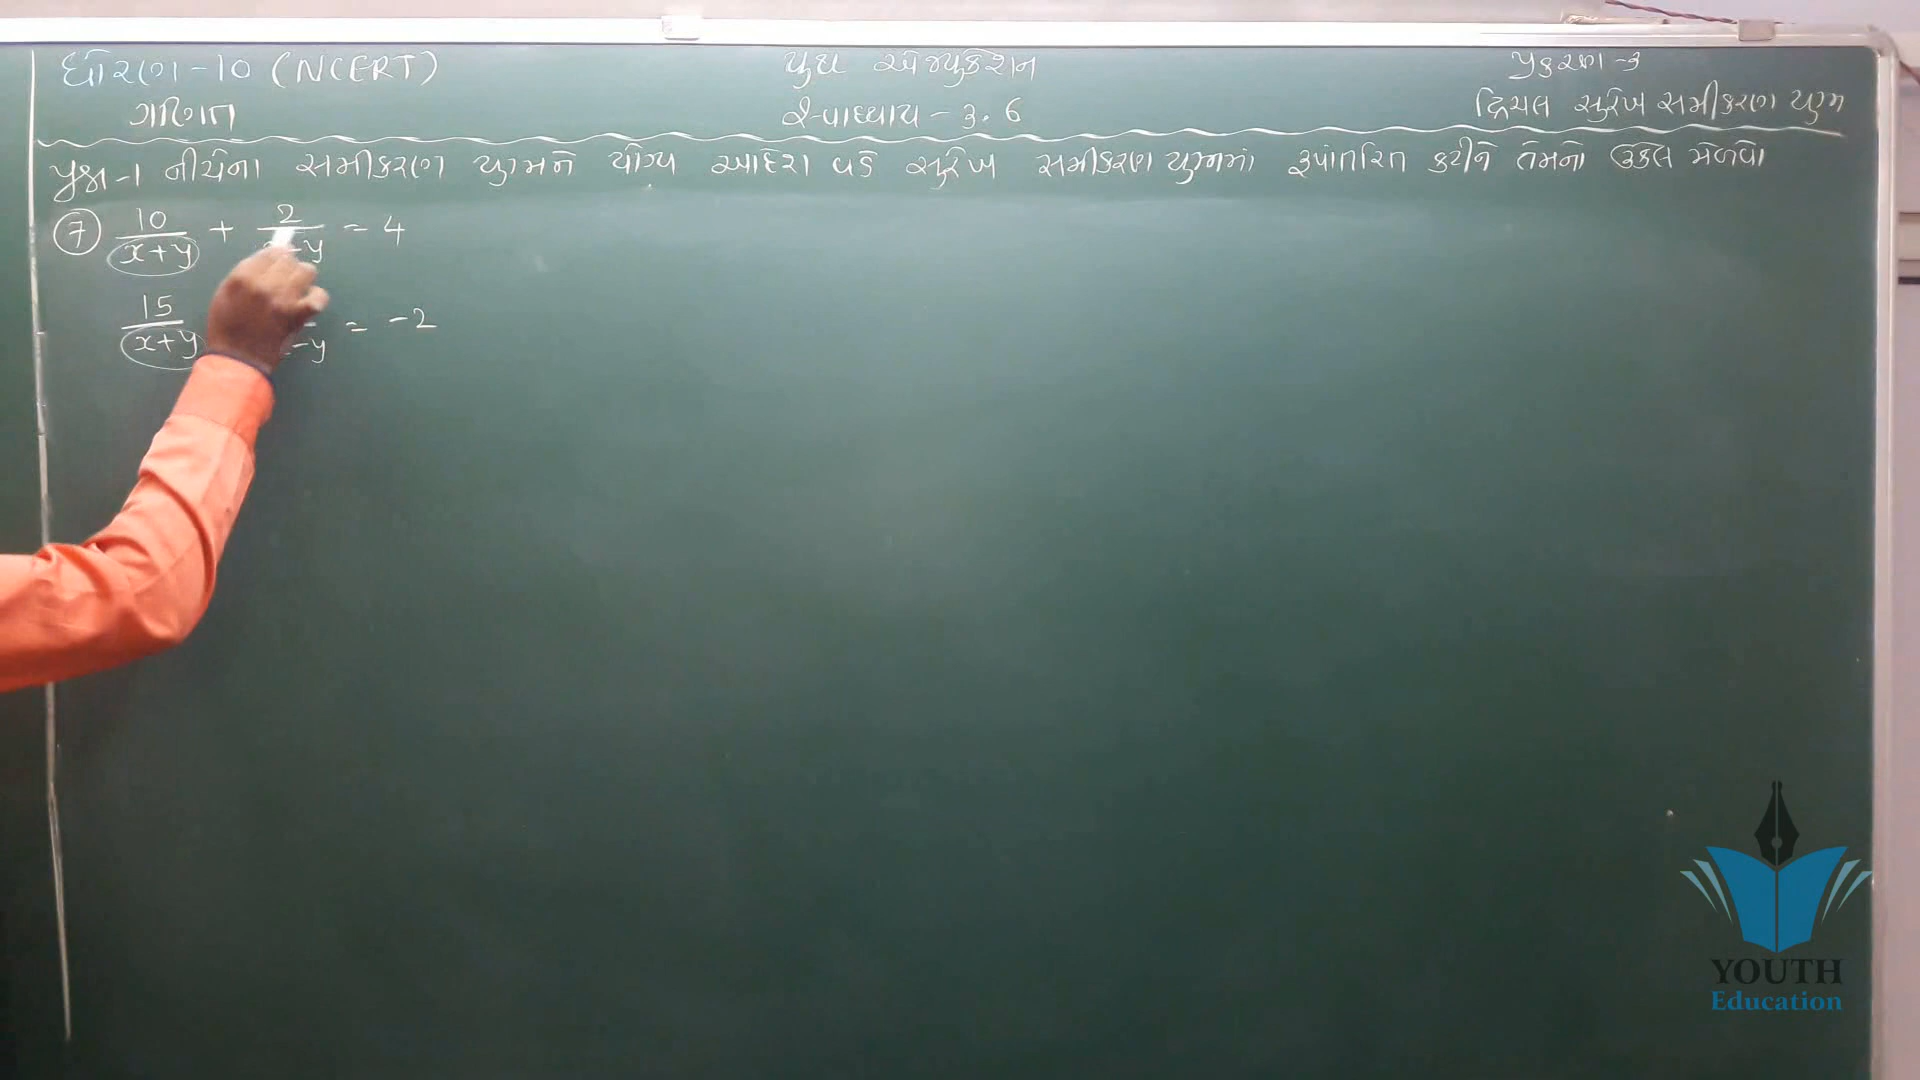 ધોરણ-10 (NCERT)
ગણિત
યુથ એજ્યુકેશન
સ્વાધ્યાય - 3.6
પ્રકરણ-૩
દ્વિચલ સુરેખ સમીકરણ યુગ્મ
પ્રશ્ન-1 નીચેના સમીકરણ યુગ્મને યોગ્ય આદેશ વડે સુરેખ સમીકરણ યુગ્મમાં રૂપાંતરિત કરીને તેમનો ઉકેલ મેળવો
⑦ 10/(x+y) + 2/-y = 4
15/(x+y) -y = -2
YOUTH
Education